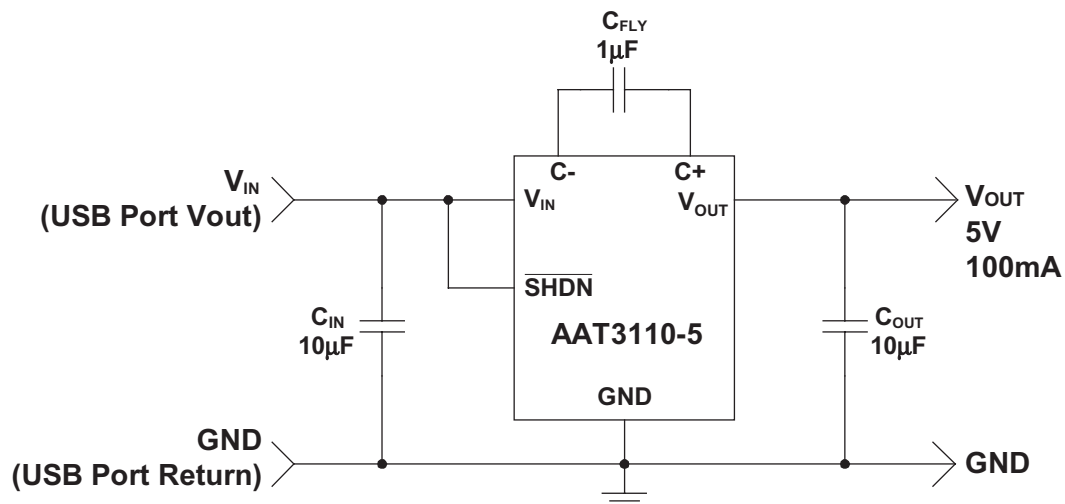 CFLY
1µF
C-
C+
VIN
(USB Port Vout)
VIN
VOUT
VOUT
5V
100mA
SHDN
CIN
10µF
AAT3110-5
COUT
10µF
GND
GND
(USB Port Return)
GND